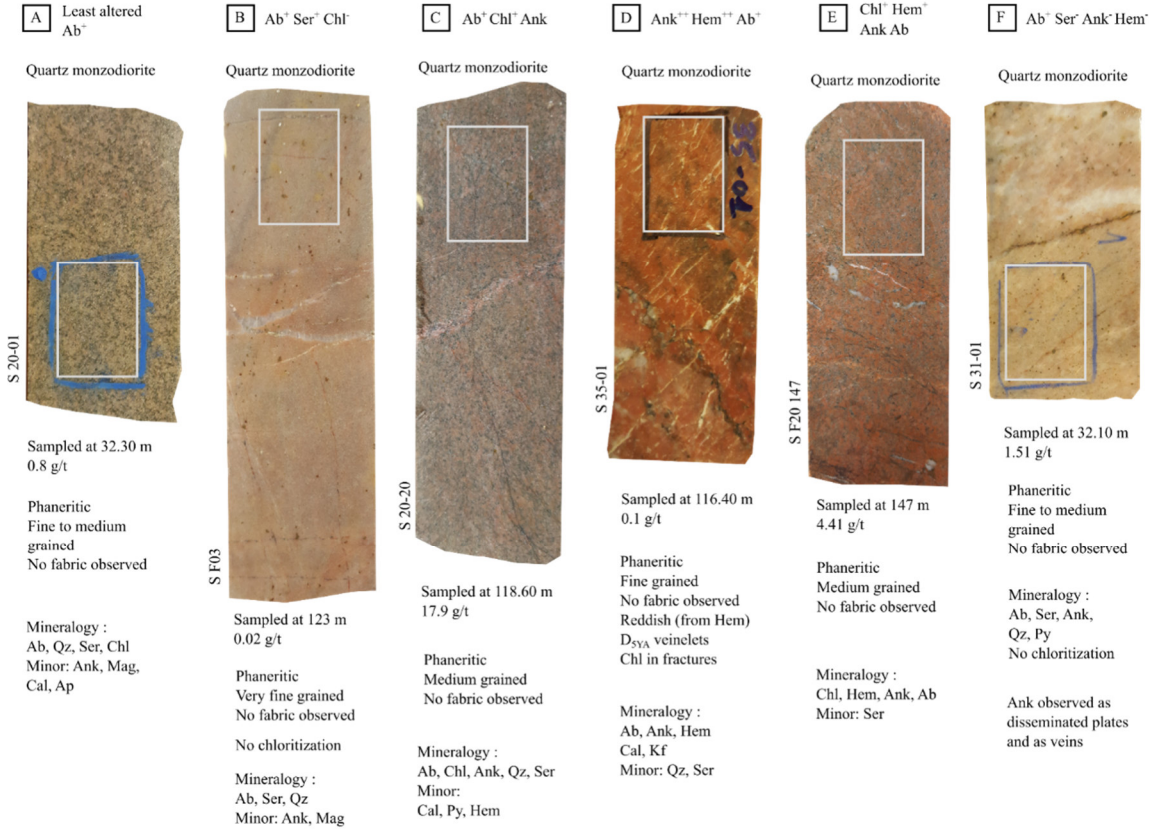 A
Least altered
Ab⁺
Quartz monzodiorite
S 20-01
Sampled at 32.30 m
0.8 g/t
Phaneritic
Fine to medium
grained
No fabric observed
Mineralogy :
Ab, Qz, Ser, Chl
Minor: Ank, Mag,
Cal, Ap
B
Ab⁺ Ser⁺ Chl⁻
Quartz monzodiorite
S F03
Sampled at 123 m
0.02 g/t
Phaneritic
Very fine grained
No fabric observed
No chloritization
Mineralogy :
Ab, Ser, Qz
Minor: Ank, Mag
C
Ab⁺ Chl⁺ Ank
Quartz monzodiorite
S 20-20
Sampled at 118.60 m
17.9 g/t
Phaneritic
Medium grained
No fabric observed
Mineralogy :
Ab, Chl, Ank, Qz, Ser
Minor:
Cal, Py, Hem
D
Ank⁺⁺ Hem⁺⁺ Ab⁺
Quartz monzodiorite
S 35-01
Sampled at 116.40 m
0.1 g/t
Phaneritic
Fine grained
No fabric observed
Reddish (from Hem)
D5YA veinelets
Chl in fractures
Mineralogy :
Ab, Ank, Hem
Cal, Kf
Minor: Qz, Ser
E
Chl⁺ Hem⁺
Ank Ab
Quartz monzodiorite
S F20 147
Sampled at 147 m
4.41 g/t
Phaneritic
Medium grained
No fabric observed
Mineralogy :
Chl, Hem, Ank, Ab
Minor: Ser
F
Ab⁺ Ser⁻ Ank⁻ Hem⁻
Quartz monzodiorite
S 31-01
Sampled at 32.10 m
1.51 g/t
Phaneritic
Fine to medium
grained
No fabric observed
Mineralogy :
Ab, Ser, Ank,
Qz, Py
No chloritization
Ank observed as
disseminated plates
and as veins